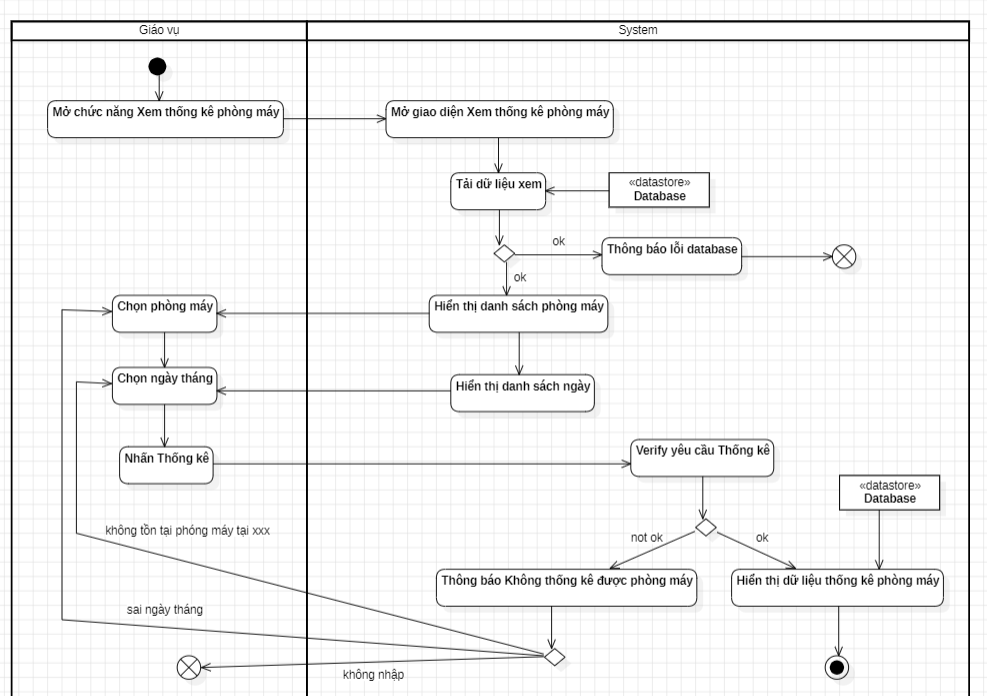 Giáo vụ
System
Mở chức năng Xem thống kê phòng máy
Mở giao diện Xem thống kê phòng máy
Tải dữ liệu xem
«datastore»
Database
ok
Thông báo lỗi database
ok
Chọn phòng máy
Hiển thị danh sách phòng máy
Chọn ngày tháng
Hiển thị danh sách ngày
Nhấn Thống kê
Verify yêu cầu Thống kê
«datastore»
Database
không tồn tại phóng máy tại xxx
not ok
ok
Thông báo Không thống kê được phòng máy
Hiển thị dữ liệu thống kê phòng máy
sai ngày tháng
không nhập